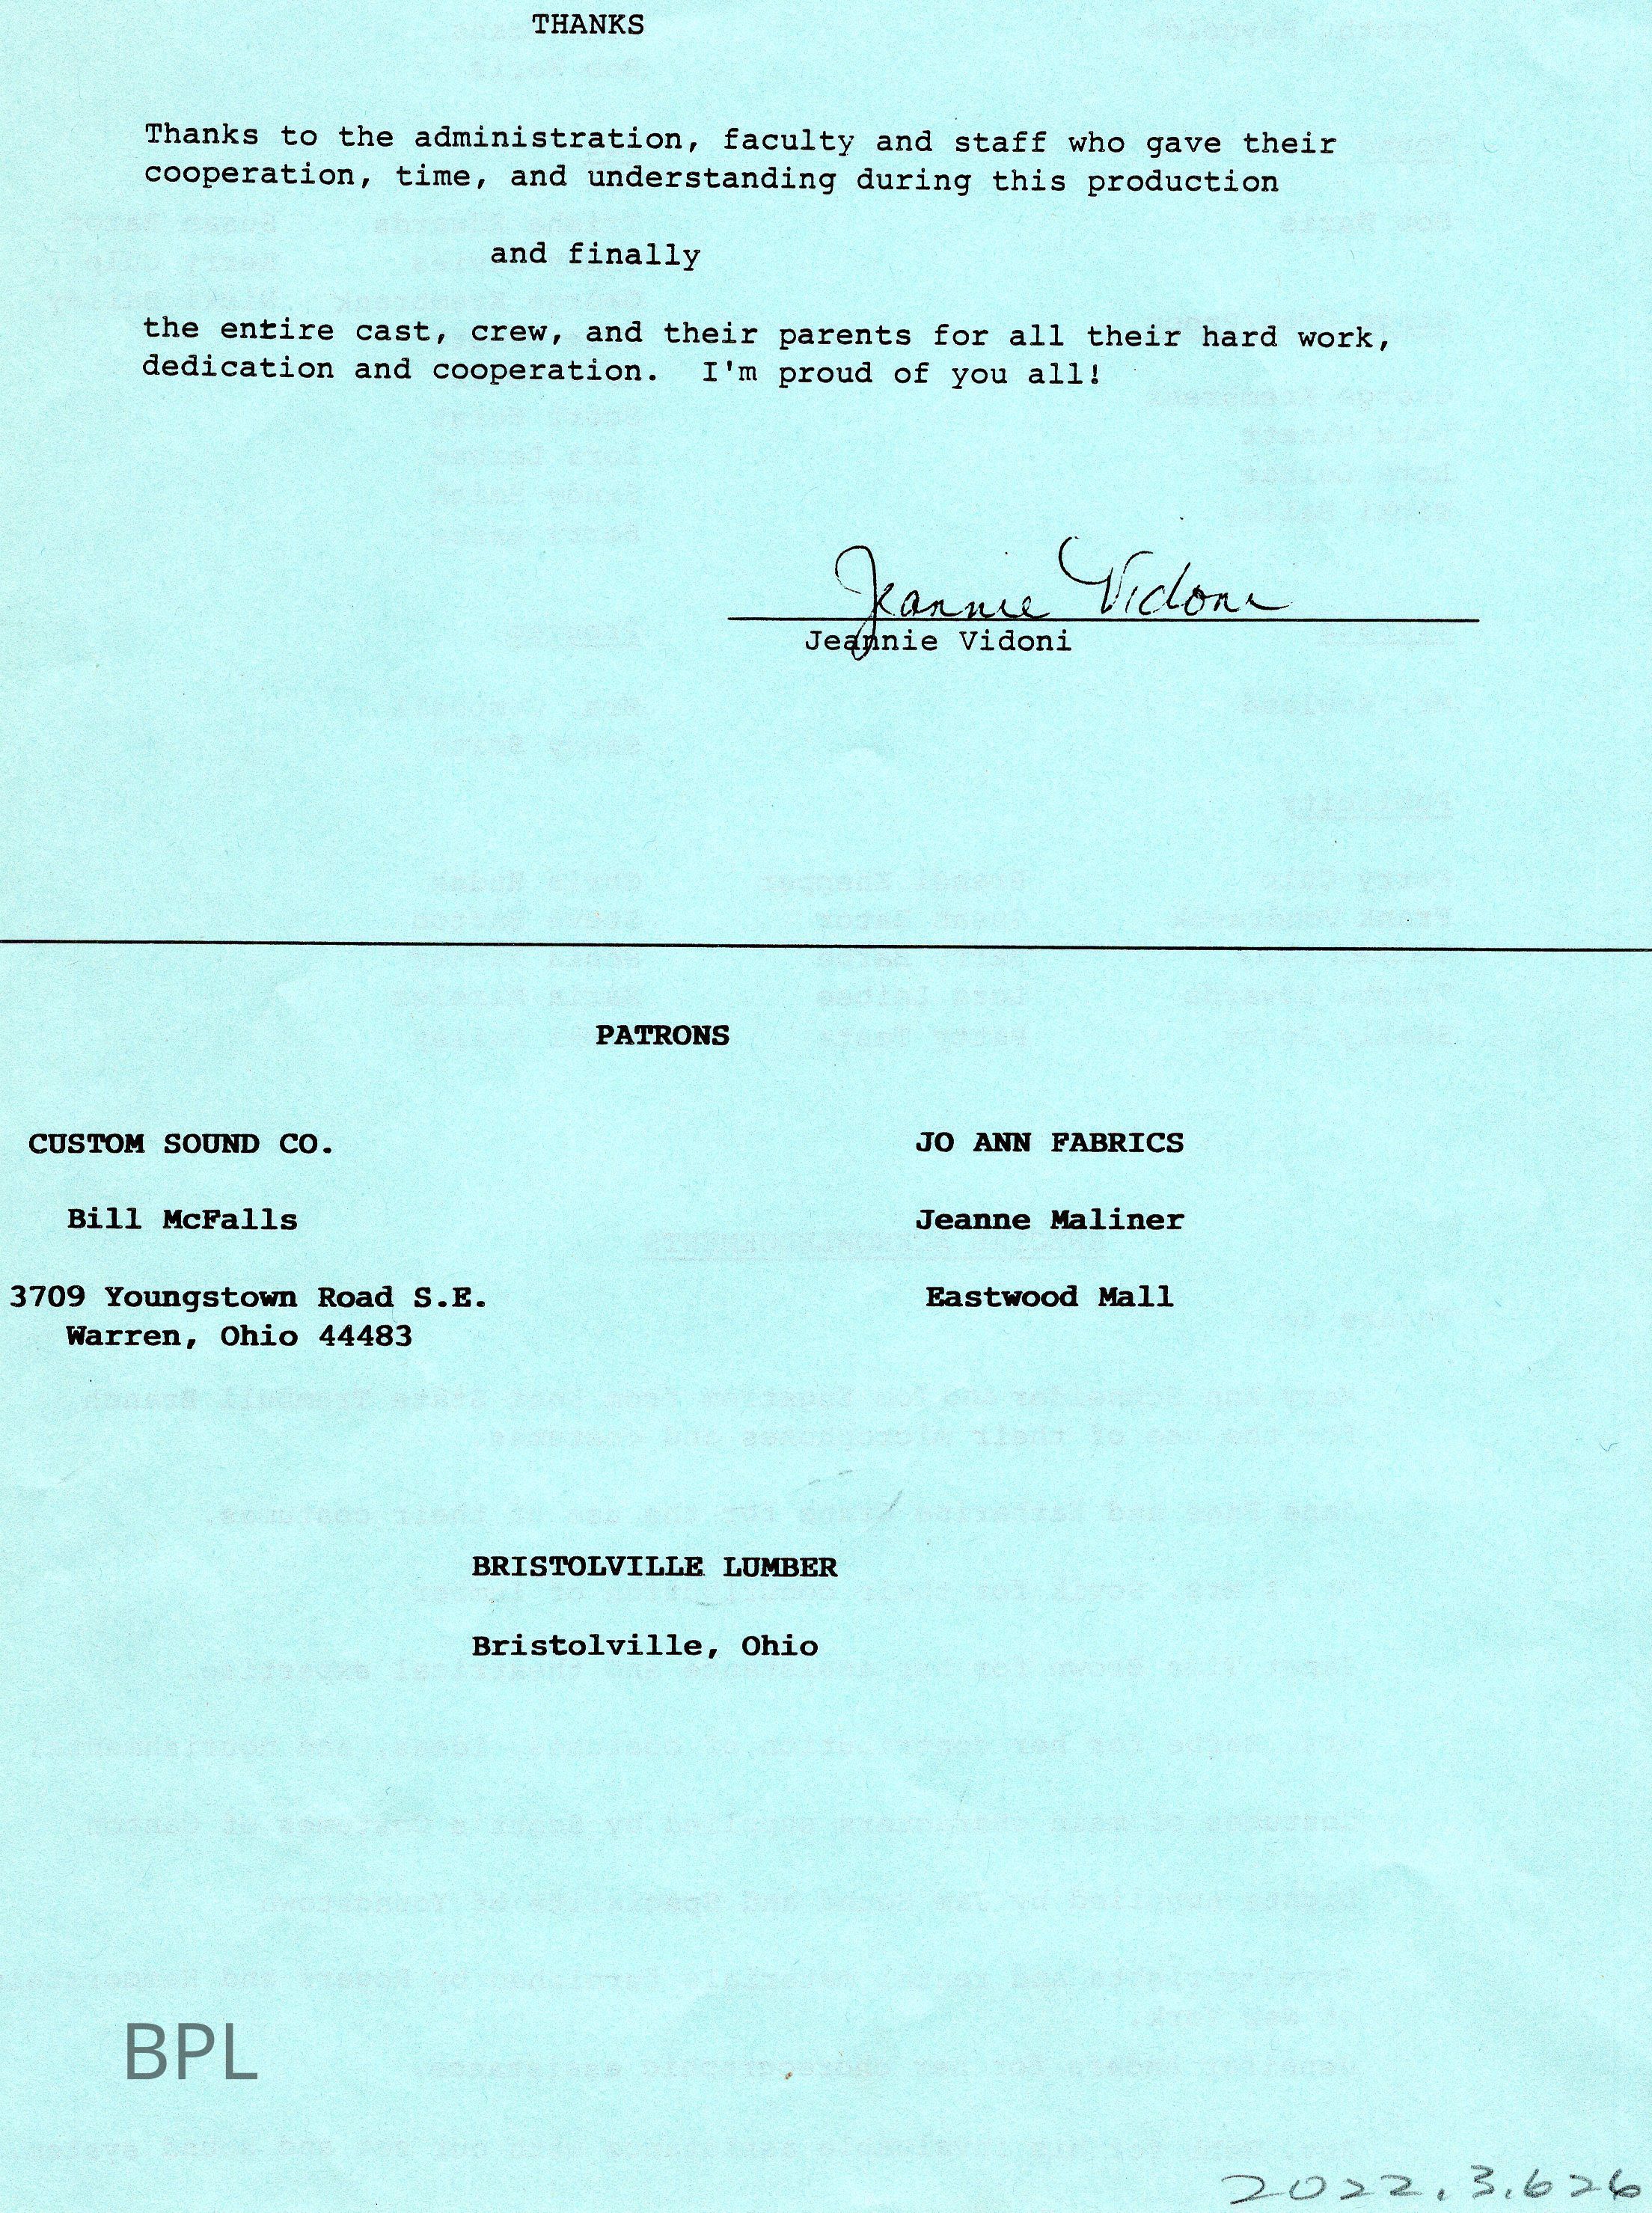 THANKS
Thanks to the administration, faculty and staff who gave their
cooperation, time, and understanding during this production
and finally
the entire cast, crew, and their parents for all their hard work,
dedication and cooperation. I'm proud of you all!
Jeannie Vidoni
Jeannie Vidoni
PATRONS
CUSTOM SOUND CO.
Bill McFalls
3709 Youngstown Road S.E.
Warren, Ohio 44483
JO ANN FABRICS
Jeanne Maliner
Eastwood Mall
BRISTOLVILLE LUMBER
Bristolville, Ohio
BPL
2022.3.626